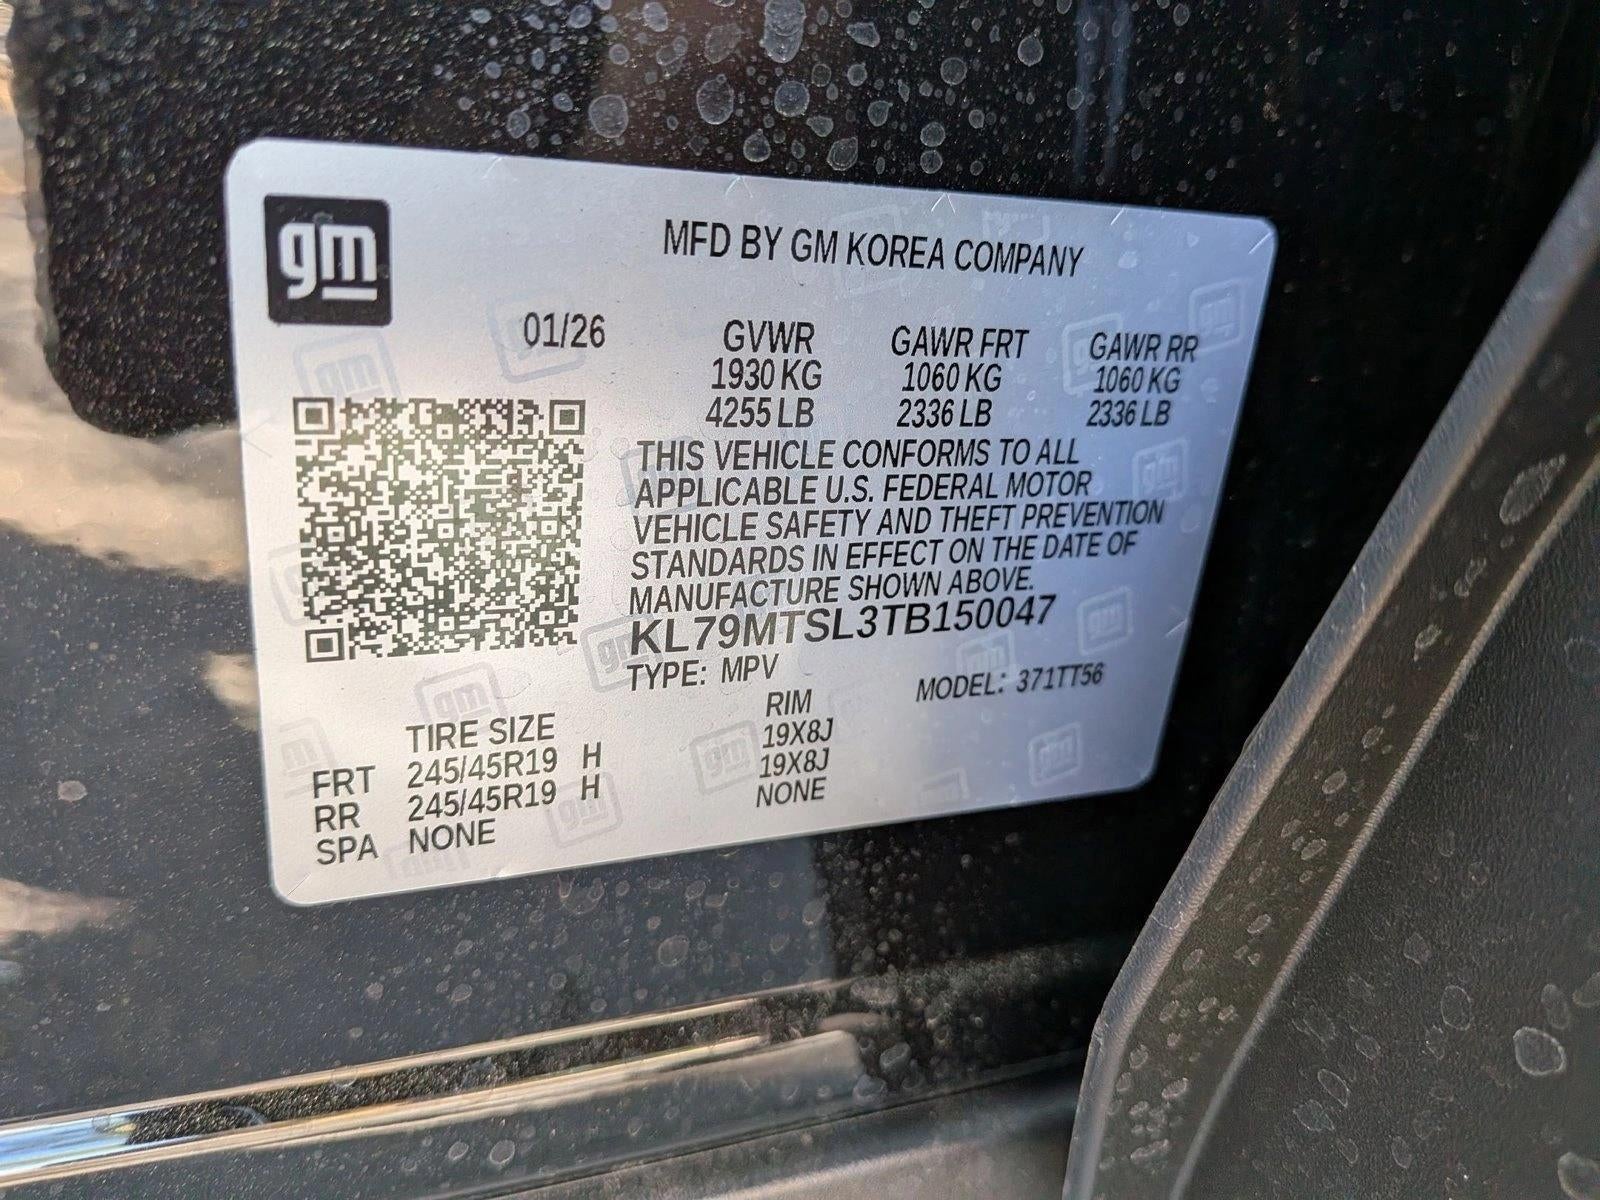 gm
MFD BY GM KOREA COMPANY
01/26 GVWR GAWR FRT GAWR RR
1930 KG 1060 KG 1060 KG
4255 LB 2336 LB 2336 LB
THIS VEHICLE CONFORMS TO ALL
APPLICABLE U.S. FEDERAL MOTOR
VEHICLE SAFETY AND THEFT PREVENTION
STANDARDS IN EFFECT ON THE DATE OF
MANUFACTURE SHOWN ABOVE.
KL79MTSL3TB150047
TYPE: MPV MODEL: 371TT56
TIRE SIZE RIM
FRT 245/45R19 H 19X8J
RR 245/45R19 H 19X8J
SPA NONE NONE